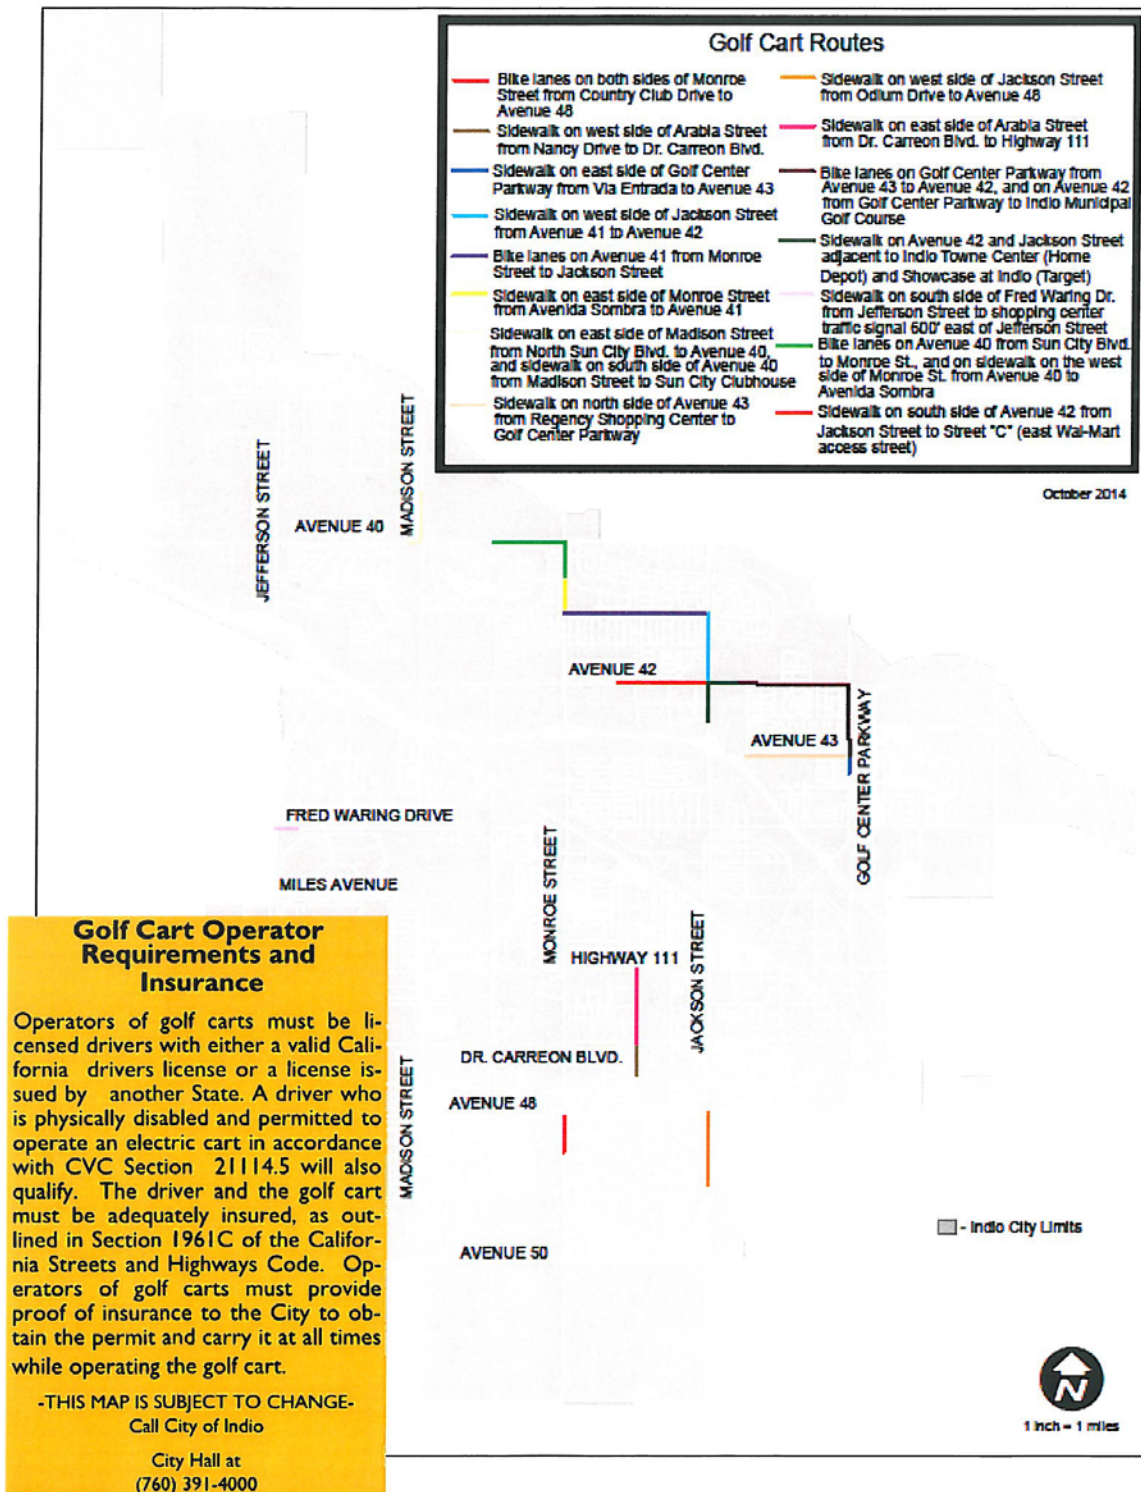 Golf Cart Routes
Bike lanes on both sides of Monroe
Street from Country Club Drive to
Avenue 48
Sidewalk on west side of Arabia Street
from Nancy Drive to Dr. Carreon Blvd.
Sidewalk on east side of Golf Center
Parkway from Via Entrada to Avenue 43
Sidewalk on west side of Jackson Street
from Avenue 41 to Avenue 42
Bike lanes on Avenue 41 from Monroe
Street to Jackson Street
Sidewalk on east side of Monroe Street
from Avenida Sombra to Avenue 41
Sidewalk on east side of Madison Street
from North Sun City Blvd. to Avenue 40,
and sidewalk on south side of Avenue 40
from Madison Street to Sun City Clubhouse
Sidewalk on north side of Avenue 43
from Regency Shopping Center to
Golf Center Parkway
Sidewalk on west side of Jackson Street
from Odlum Drive to Avenue 48
Sidewalk on east side of Arabia Street
from Dr. Carreon Blvd. to Highway 111
Bike lanes on Golf Center Parkway from
Avenue 43 to Avenue 42, and on Avenue 42
from Golf Center Parkway to Indio Municipal
Golf Course
Sidewalk on Avenue 42 and Jackson Street
adjacent to Indio Towne Center (Home
Depot) and Showcase at Indio (Target)
Sidewalk on south side of Fred Waring Dr.
from Jefferson Street to shopping center
traffic signal 600' east of Jefferson Street
Bike lanes on Avenue 40 from Sun City Blvd.
to Monroe St., and on sidewalk on the west
side of Monroe St. from Avenue 40 to
Avenida Sombra
Sidewalk on south side of Avenue 42 from
Jackson Street to Street "C" (east Wal-Mart
access street)
October 2014
JEFFERSON STREET
AVENUE 40
MADISON STREET
AVENUE 42
AVENUE 43
GOLF CENTER PARKWAY
FRED WARING DRIVE
MILES AVENUE
MONROE STREET
HIGHWAY 111
JACKSON STREET
DR. CARREON BLVD.
AVENUE 48
MADISON STREET
AVENUE 50
- Indio City Limits
N
1 inch = 1 miles
Golf Cart Operator
Requirements and
Insurance
Operators of golf carts must be li-
censed drivers with either a valid Cali-
fornia drivers license or a license is-
sued by another State. A driver who
is physically disabled and permitted to
operate an electric cart in accordance
with CVC Section 21114.5 will also
qualify. The driver and the golf cart
must be adequately insured, as out-
lined in Section 1961C of the Califor-
nia Streets and Highways Code. Op-
erators of golf carts must provide
proof of insurance to the City to ob-
tain the permit and carry it at all times
while operating the golf cart.
-THIS MAP IS SUBJECT TO CHANGE-
Call City of Indio
City Hall at
(760) 391-4000